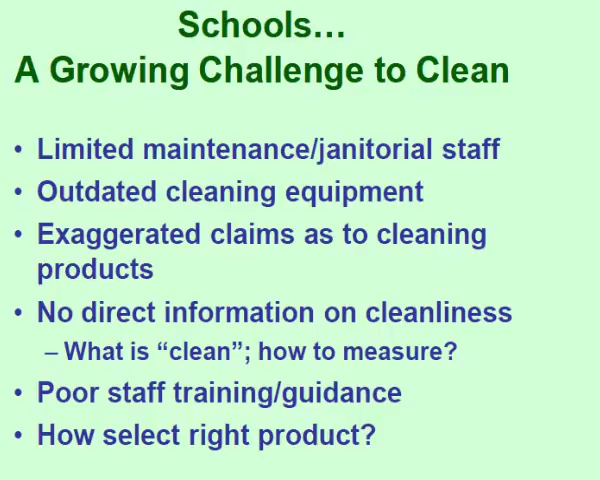 Schools…
A Growing Challenge to Clean
• Limited maintenance/janitorial staff
• Outdated cleaning equipment
• Exaggerated claims as to cleaning
products
• No direct information on cleanliness
– What is “clean”; how to measure?
• Poor staff training/guidance
• How select right product?